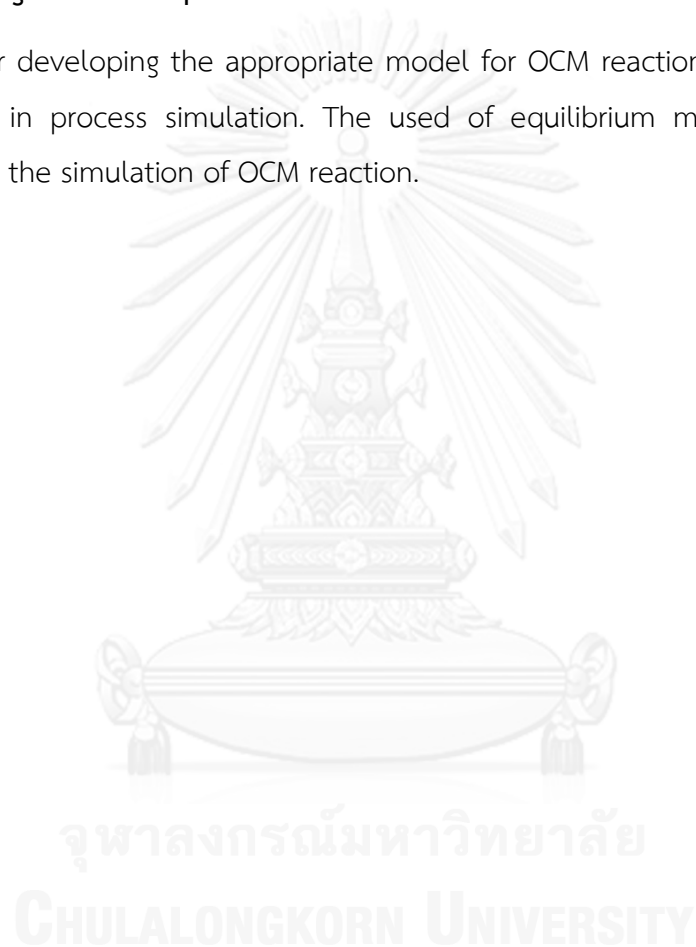 r developing the appropriate model for OCM reaction
in process simulation. The used of equilibrium m
the simulation of OCM reaction.
จุฬาลงกรณ์มหาวิทยาลัย
CHULALONGKORN UNIVERSITY